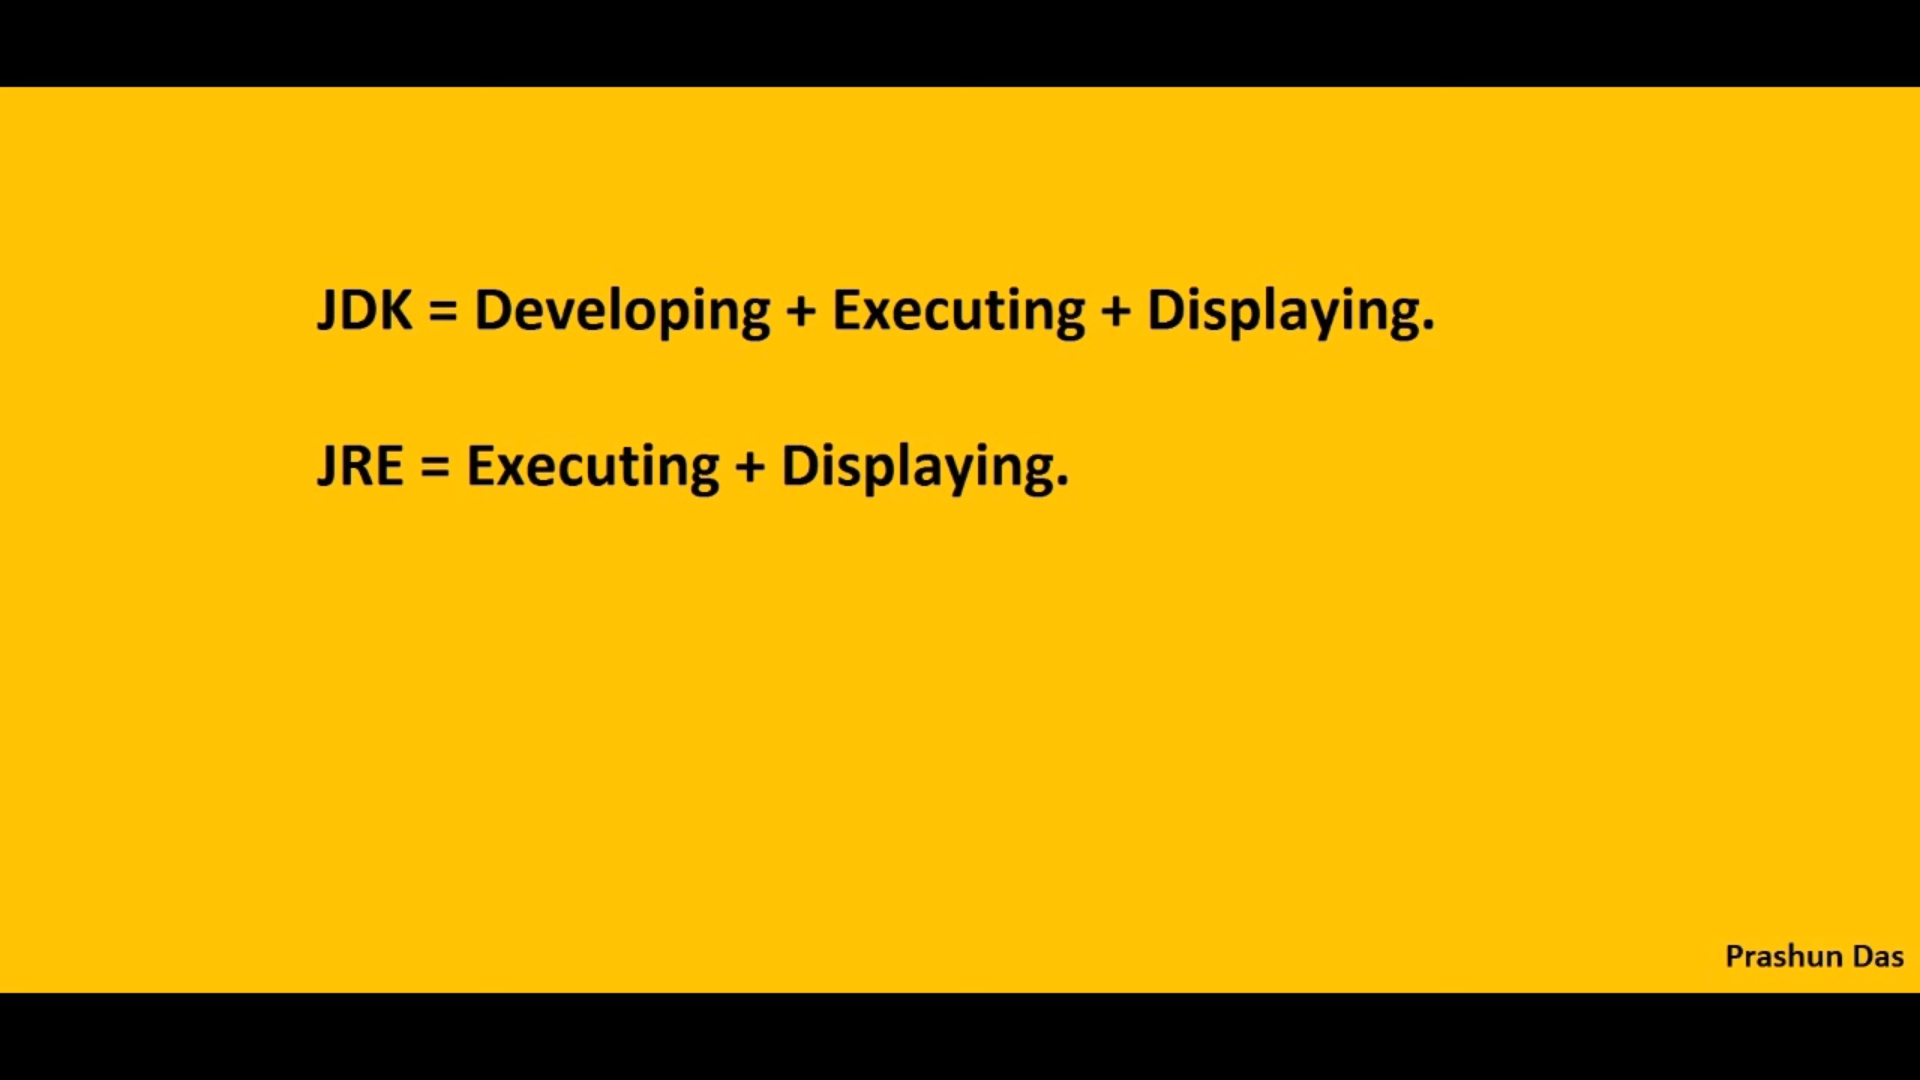 JDK = Developing + Executing + Displaying.
JRE = Executing + Displaying.
Prashun Das